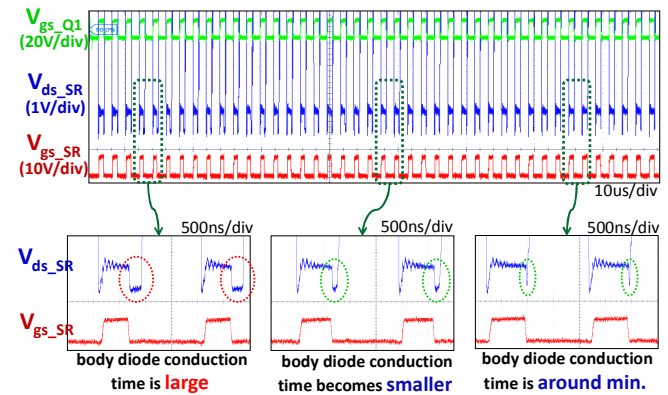 Vgs_Q1
(20V/div)
Vds_SR
(1V/div)
Vgs_SR
(10V/div)
10us/div
500ns/div
500ns/div
500ns/div
Vds_SR
Vgs_SR
body diode conduction
time is large
body diode conduction
time becomes smaller
body diode conduction
time is around min.